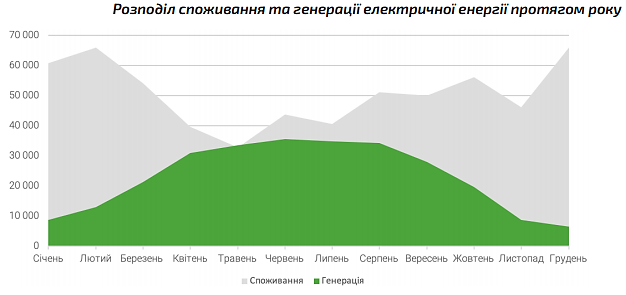 Розподіл споживання та генерації електричної енергії протягом року
70 000
60 000
50 000
40 000
30 000
20 000
10 000
0
Січень Лютий Березень Квітень Травень Червень Липень Серпень Вересень Жовтень Листопад Грудень
Споживання Генерація